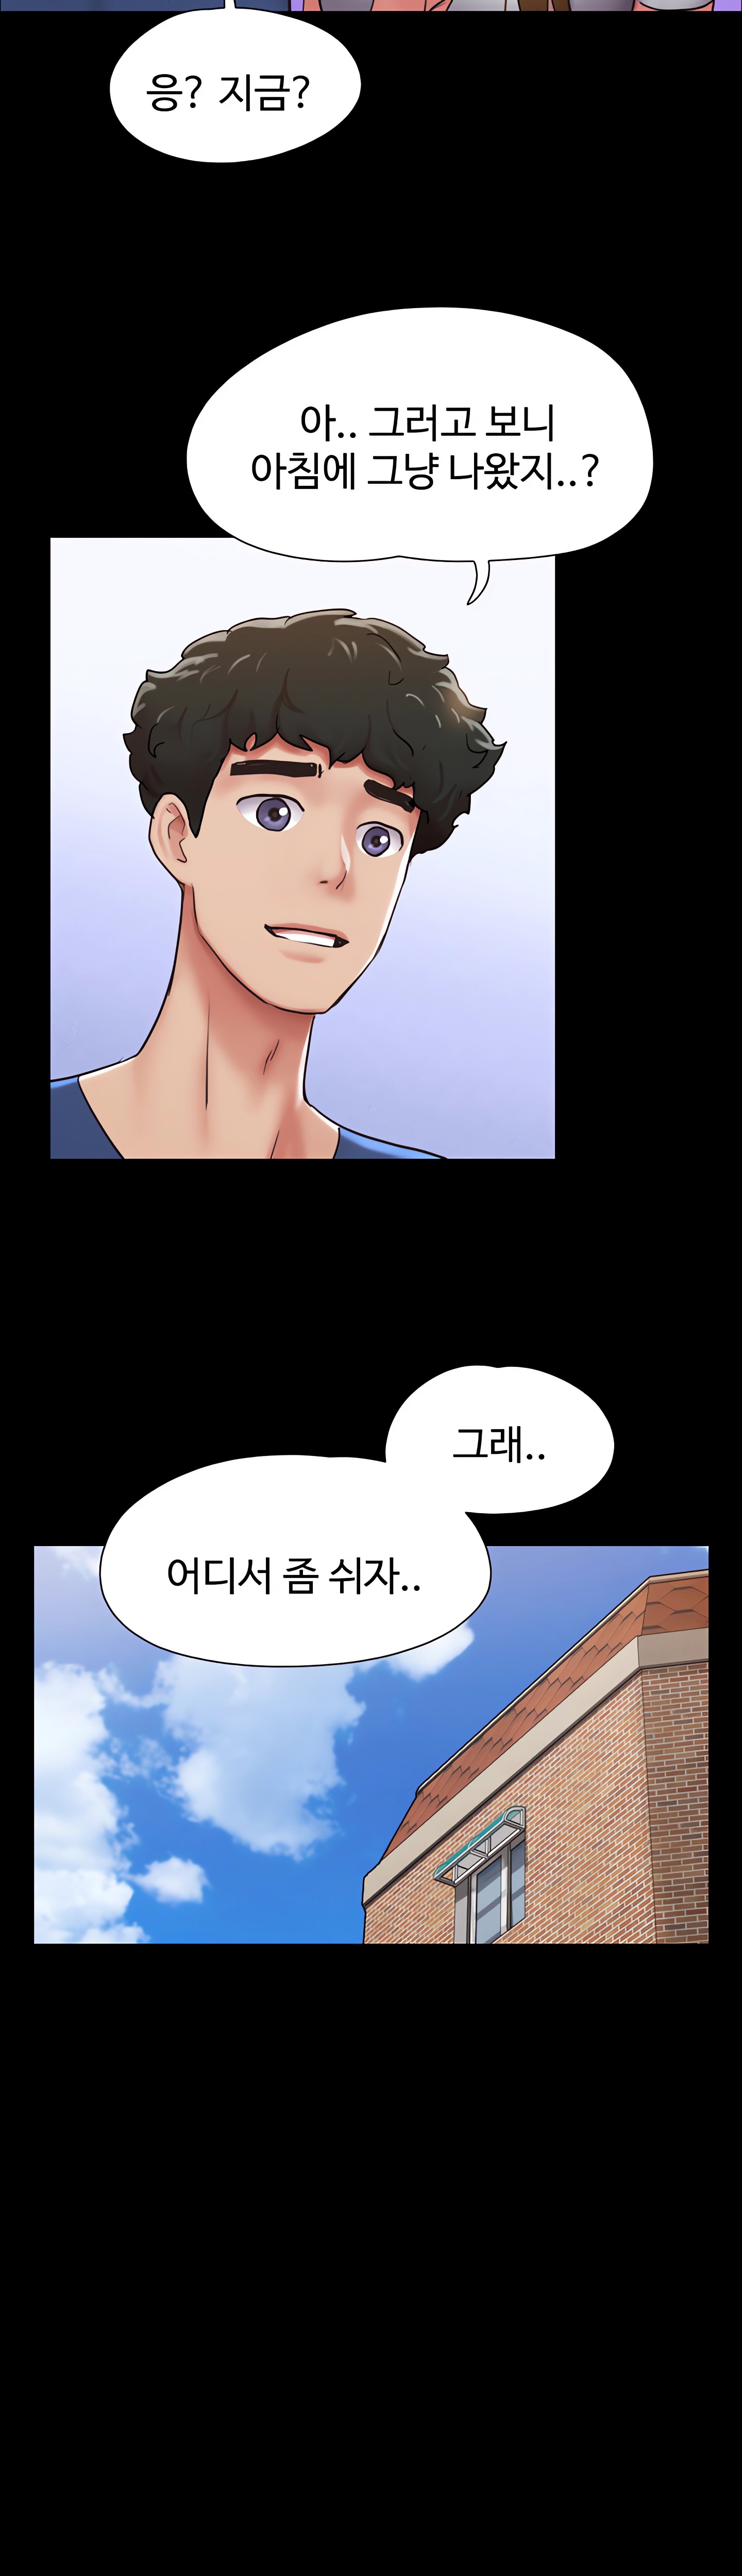 응? 지금?
아.. 그러고 보니
아침에 그냥 나왔지..?
그래..
어디서 좀 쉬자..